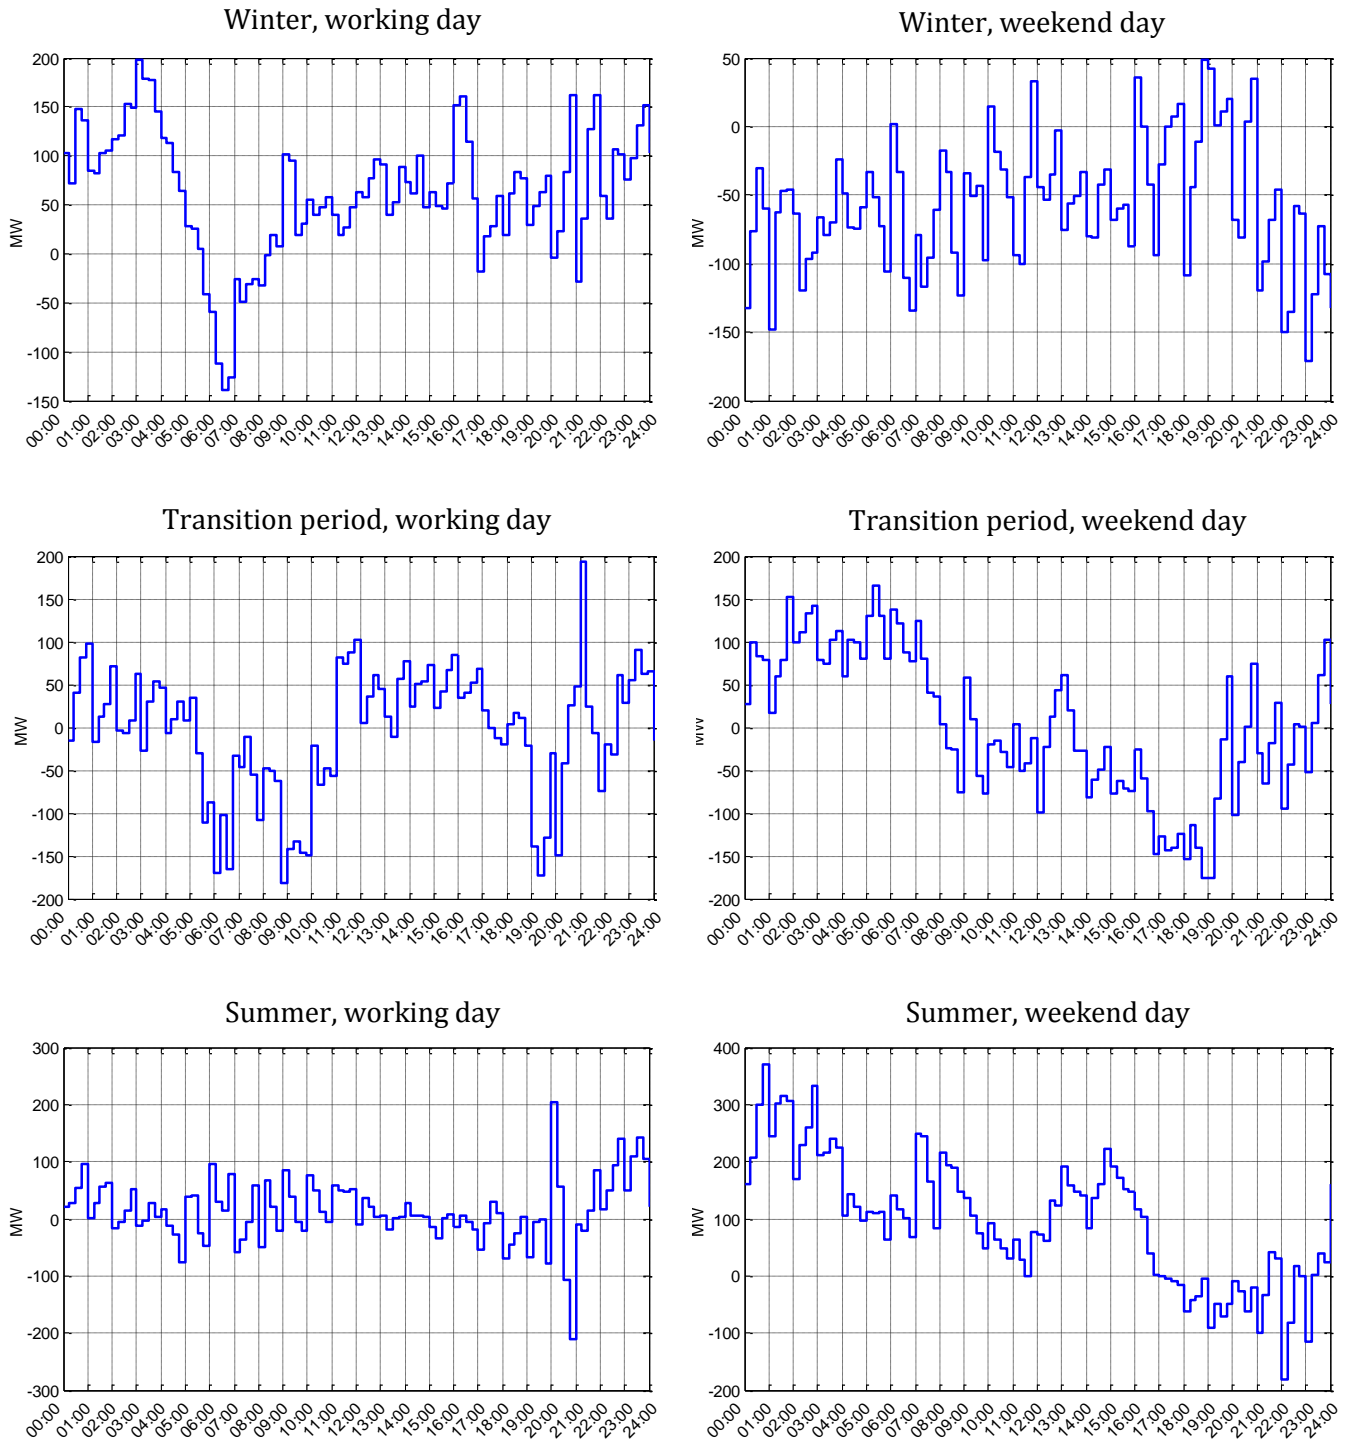 Winter, working day
200
150
100
50
0
-50
-100
-150
MW
00:00 01:00 02:00 03:00 04:00 05:00 06:00 07:00 08:00 09:00 10:00 11:00 12:00 13:00 14:00 15:00 16:00 17:00 18:00 19:00 20:00 21:00 22:00 23:00 24:00
Winter, weekend day
50
0
-50
-100
-150
-200
MW
00:00 01:00 02:00 03:00 04:00 05:00 06:00 07:00 08:00 09:00 10:00 11:00 12:00 13:00 14:00 15:00 16:00 17:00 18:00 19:00 20:00 21:00 22:00 23:00 24:00
Transition period, working day
200
150
100
50
0
-50
-100
-150
-200
MW
00:00 01:00 02:00 03:00 04:00 05:00 06:00 07:00 08:00 09:00 10:00 11:00 12:00 13:00 14:00 15:00 16:00 17:00 18:00 19:00 20:00 21:00 22:00 23:00 24:00
Transition period, weekend day
200
150
100
50
0
-50
-100
-150
-200
MW
00:00 01:00 02:00 03:00 04:00 05:00 06:00 07:00 08:00 09:00 10:00 11:00 12:00 13:00 14:00 15:00 16:00 17:00 18:00 19:00 20:00 21:00 22:00 23:00 24:00
Summer, working day
300
200
100
0
-100
-200
-300
MW
00:00 01:00 02:00 03:00 04:00 05:00 06:00 07:00 08:00 09:00 10:00 11:00 12:00 13:00 14:00 15:00 16:00 17:00 18:00 19:00 20:00 21:00 22:00 23:00 24:00
Summer, weekend day
400
300
200
100
0
-100
-200
MW
00:00 01:00 02:00 03:00 04:00 05:00 06:00 07:00 08:00 09:00 10:00 11:00 12:00 13:00 14:00 15:00 16:00 17:00 18:00 19:00 20:00 21:00 22:00 23:00 24:00